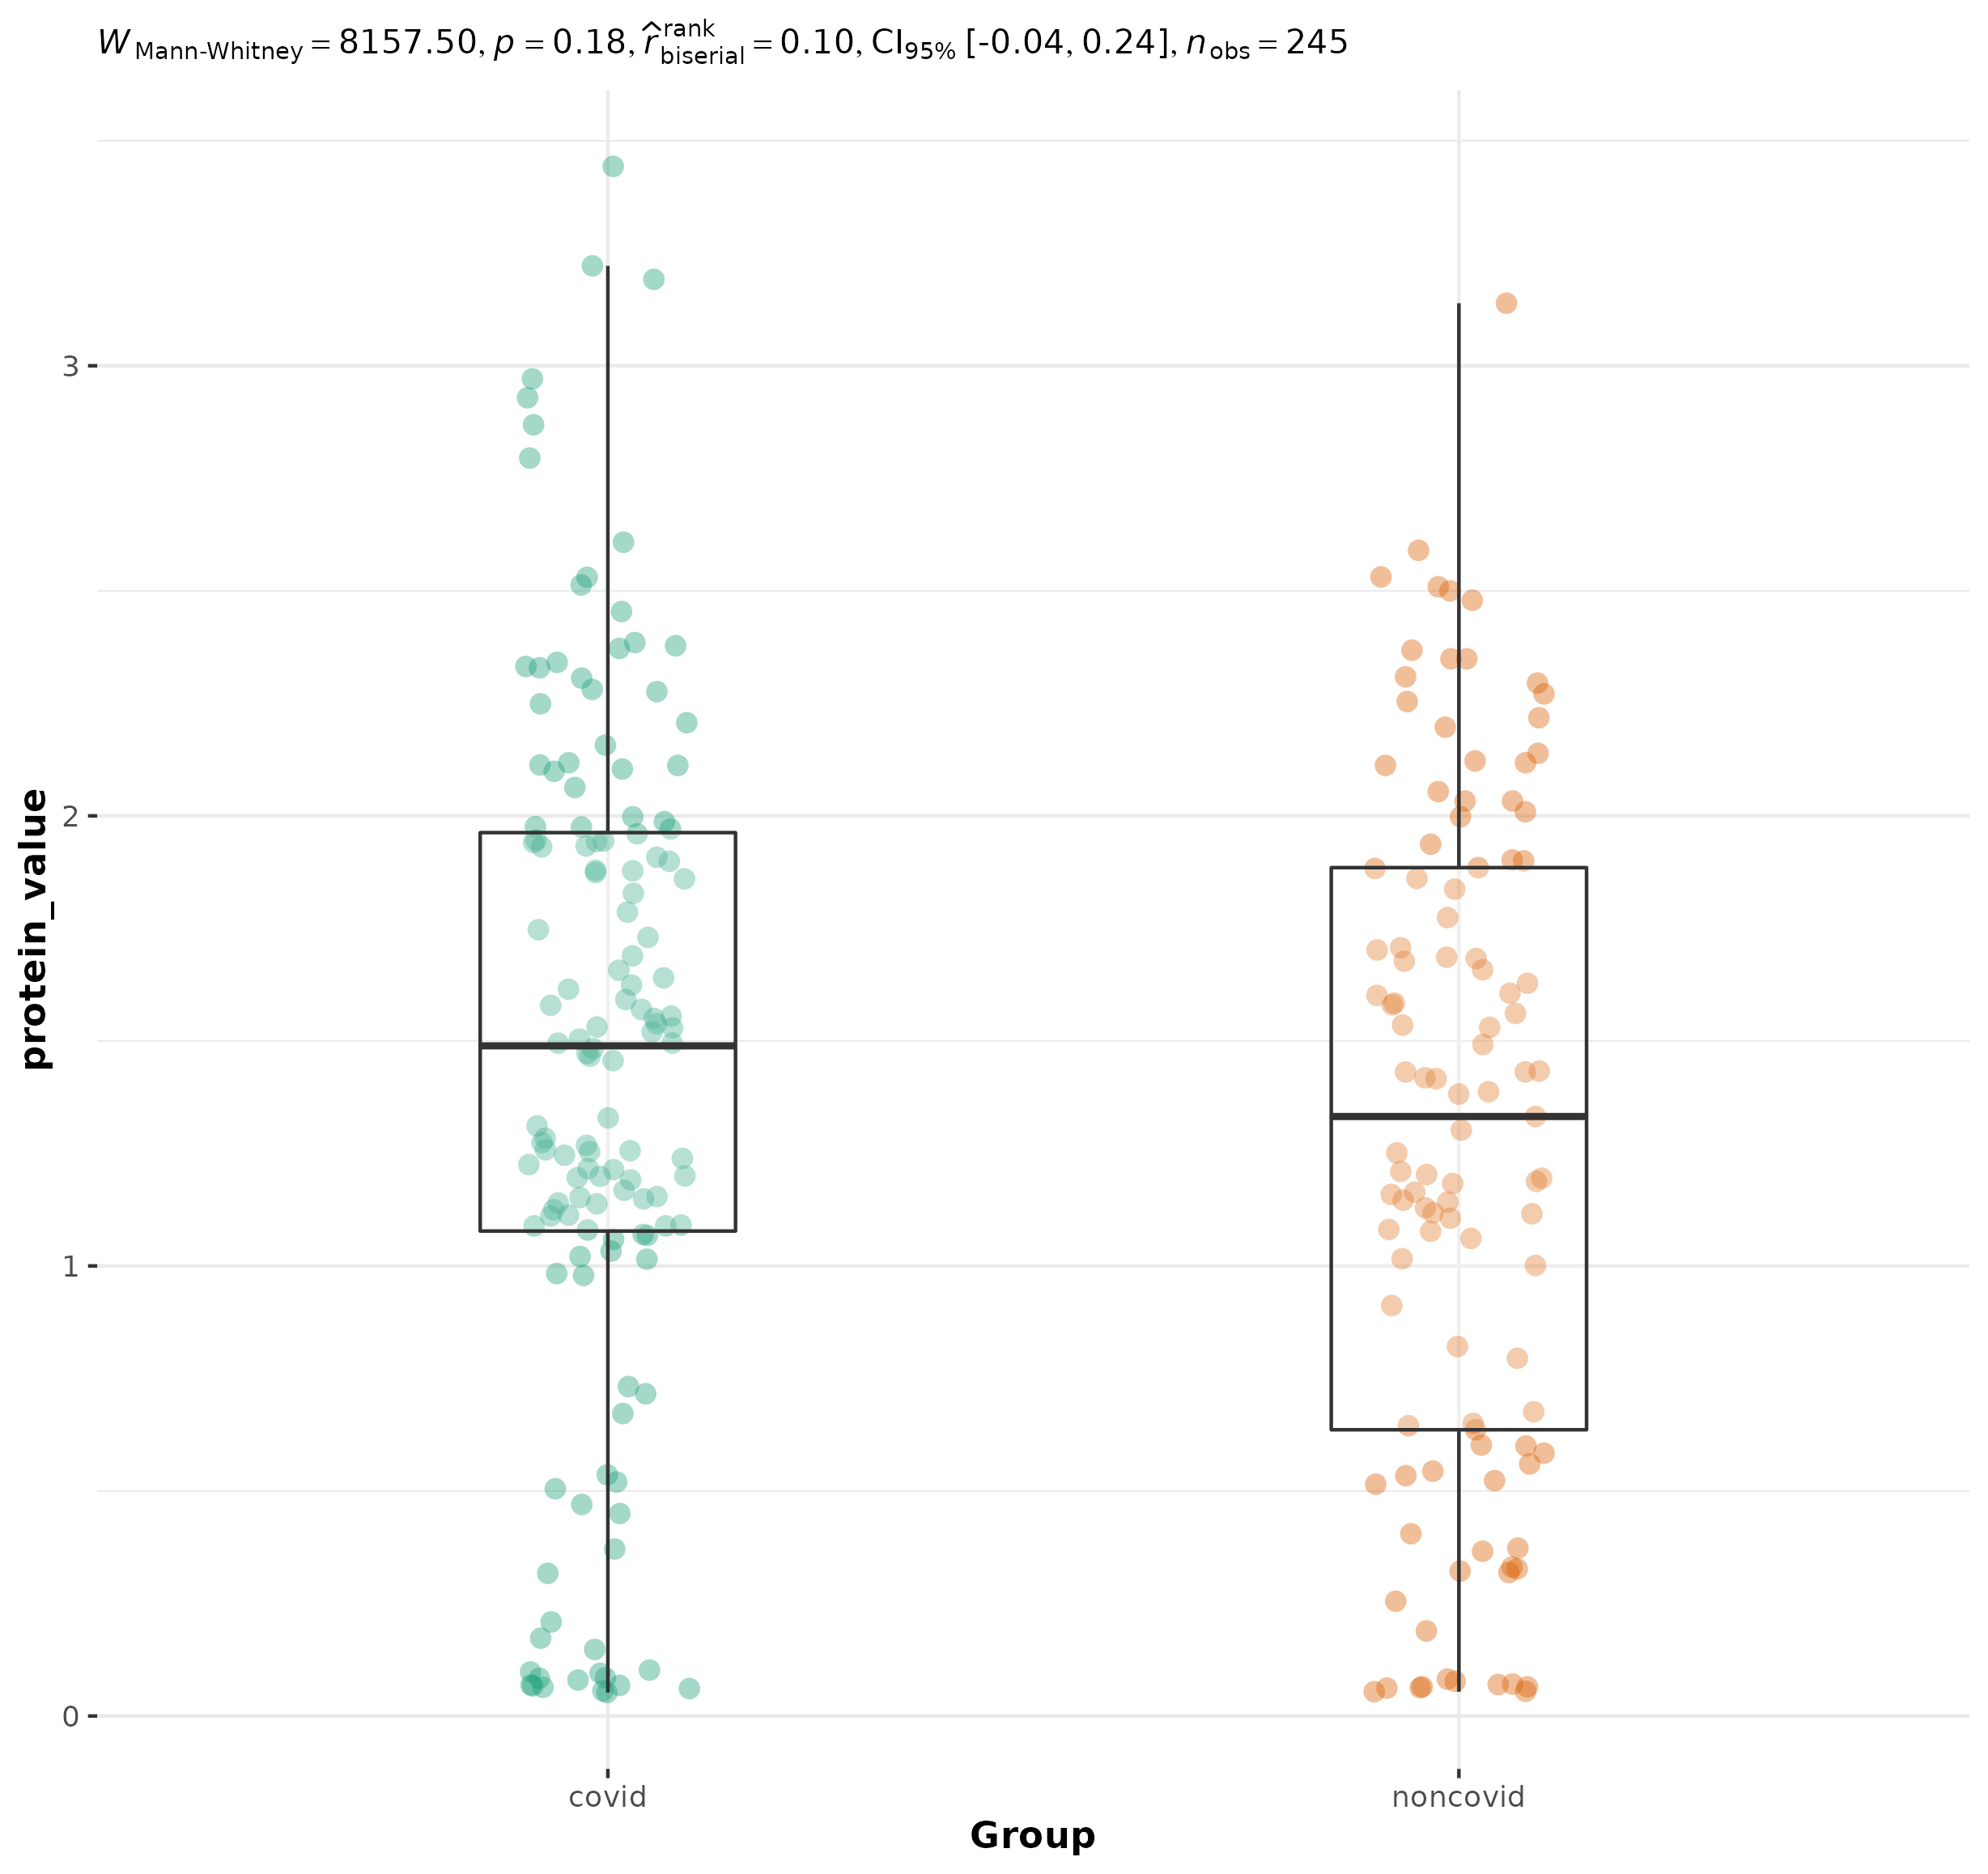 W Mann-Whitney = 8157.50, p = 0.18, r̂ rank biserial = 0.10, CI95% [-0.04, 0.24], n obs = 245
3
2
1
0
protein_value
covid noncovid
Group